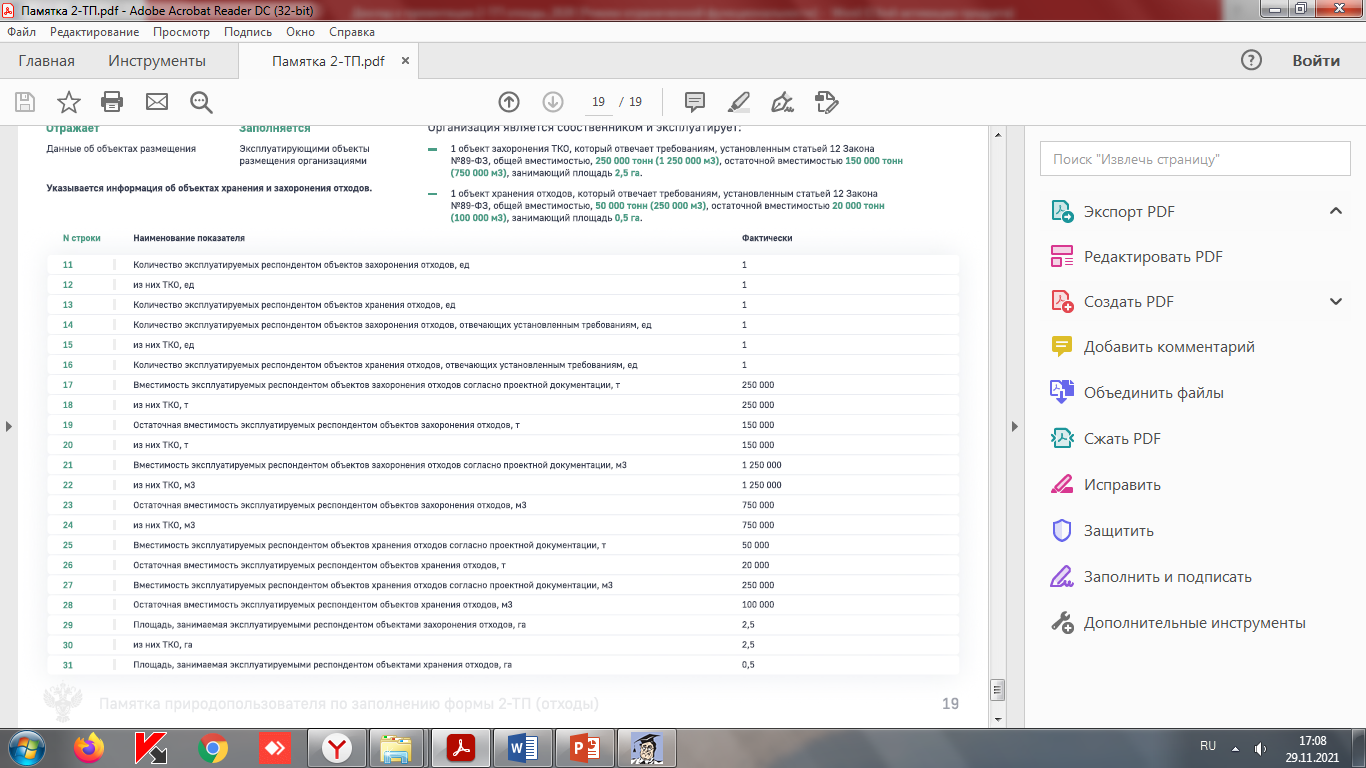 Памятка 2-ТП.pdf - Adobe Acrobat Reader DC (32-bit)
Файл Редактирование Просмотр Подпись Окно Справка
Главная Инструменты Памятка 2-ТП.pdf × ? Войти
19 / 19
Отражает Заполняется Организация является собственником и эксплуатирует:
Данные об объектах размещения
Эксплуатирующими объекты
размещения организациями
Указывается информация об объектах хранения и захоронения отходов.
1 объект захоронения ТКО, который отвечает требованиям, установленным статьей 12 Закона
№89-ФЗ, общей вместимостью, 250 000 тонн (1 250 000 м3), остаточной вместимостью 150 000 тонн
(750 000 м3), занимающий площадь 2,5 га.
1 объект хранения отходов, который отвечает требованиям, установленным статьей 12 Закона
№89-ФЗ, общей вместимостью, 50 000 тонн (250 000 м3), остаточной вместимостью 20 000 тонн
(100 000 м3), занимающий площадь 0,5 га.
N строки Наименование показателя Фактически
11 Количество эксплуатируемых респондентом объектов захоронения отходов, ед 1
12 из них ТКО, ед 1
13 Количество эксплуатируемых респондентом объектов хранения отходов, ед 1
14 Количество эксплуатируемых респондентом объектов захоронения отходов, отвечающих установленным требованиям, ед 1
15 из них ТКО, ед 1
16 Количество эксплуатируемых респондентом объектов хранения отходов, отвечающих установленным требованиям, ед 1
17 Вместимость эксплуатируемых респондентом объектов захоронения отходов согласно проектной документации, т 250 000
18 из них ТКО, т 250 000
19 Остаточная вместимость эксплуатируемых респондентом объектов захоронения отходов, т 150 000
20 из них ТКО, т 150 000
21 Вместимость эксплуатируемых респондентом объектов захоронения отходов согласно проектной документации, м3 1 250 000
22 из них ТКО, м3 1 250 000
23 Остаточная вместимость эксплуатируемых респондентом объектов захоронения отходов, м3 750 000
24 из них ТКО, м3 750 000
25 Вместимость эксплуатируемых респондентом объектов хранения отходов согласно проектной документации, т 50 000
26 Остаточная вместимость эксплуатируемых респондентом объектов хранения отходов, т 20 000
27 Вместимость эксплуатируемых респондентом объектов хранения отходов согласно проектной документации, м3 250 000
28 Остаточная вместимость эксплуатируемых респондентом объектов хранения отходов, м3 100 000
29 Площадь, занимаемая эксплуатируемыми респондентом объектами захоронения отходов, га 2,5
30 из них ТКО, га 2,5
31 Площадь, занимаемая эксплуатируемыми респондентом объектами хранения отходов, га 0,5
Памятка природопользователя по заполнению формы 2-ТП (отходы) 19
Поиск "Извлечь страницу"
Экспорт PDF
Редактировать PDF
Создать PDF
Добавить комментарий
Объединить файлы
Сжать PDF
Исправить
Защитить
Заполнить и подписать
Дополнительные инструменты
RU 17:08
29.11.2021